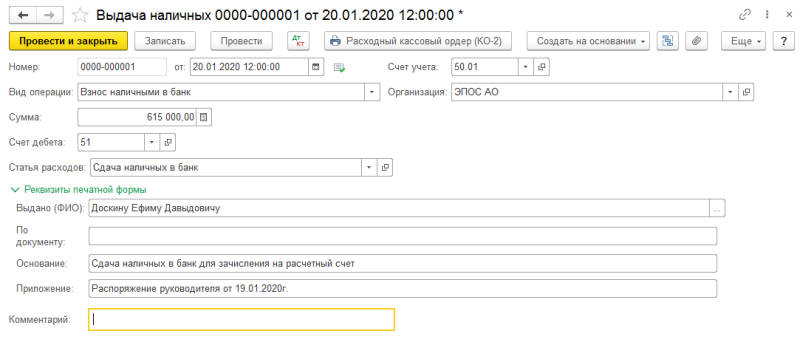 Выдача наличных 0000-000001 от 20.01.2020 12:00:00 *
Провести и закрыть Записать Провести Дт Кт Расходный кассовый ордер (КО-2) Создать на основании Еще ?
Номер: 0000-000001 от: 20.01.2020 12:00:00 Счет учета: 50.01
Вид операции: Взнос наличными в банк Организация: ЭПОС АО
Сумма: 615 000,00
Счет дебета: 51
Статья расходов: Сдача наличных в банк
Реквизиты печатной формы
Выдано (ФИО): Доскину Ефиму Давыдовичу ...
По
документу:
Основание: Сдача наличных в банк для зачисления на расчетный счет
Приложение: Распоряжение руководителя от 19.01.2020г.
Комментарий: